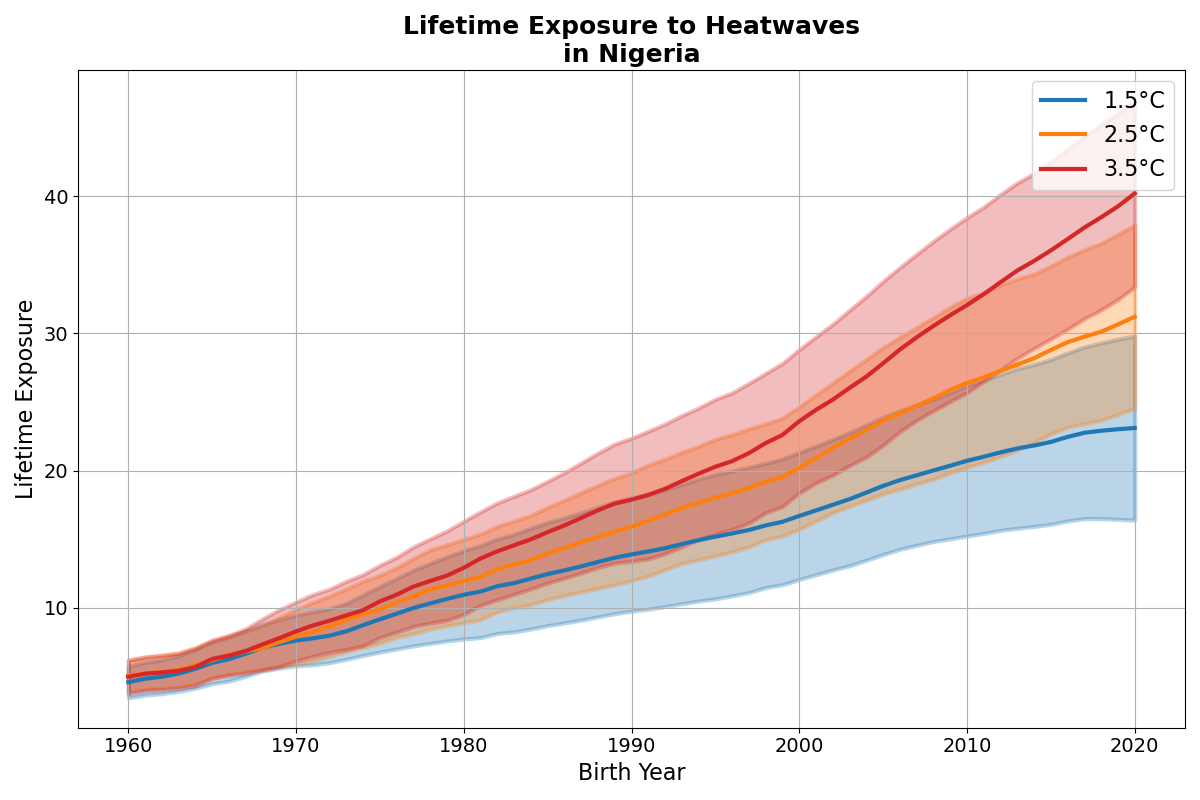 Lifetime Exposure to Heatwaves
in Nigeria
1.5°C
2.5°C
3.5°C
Lifetime Exposure
40
30
20
10
1960 1970 1980 1990 2000 2010 2020
Birth Year